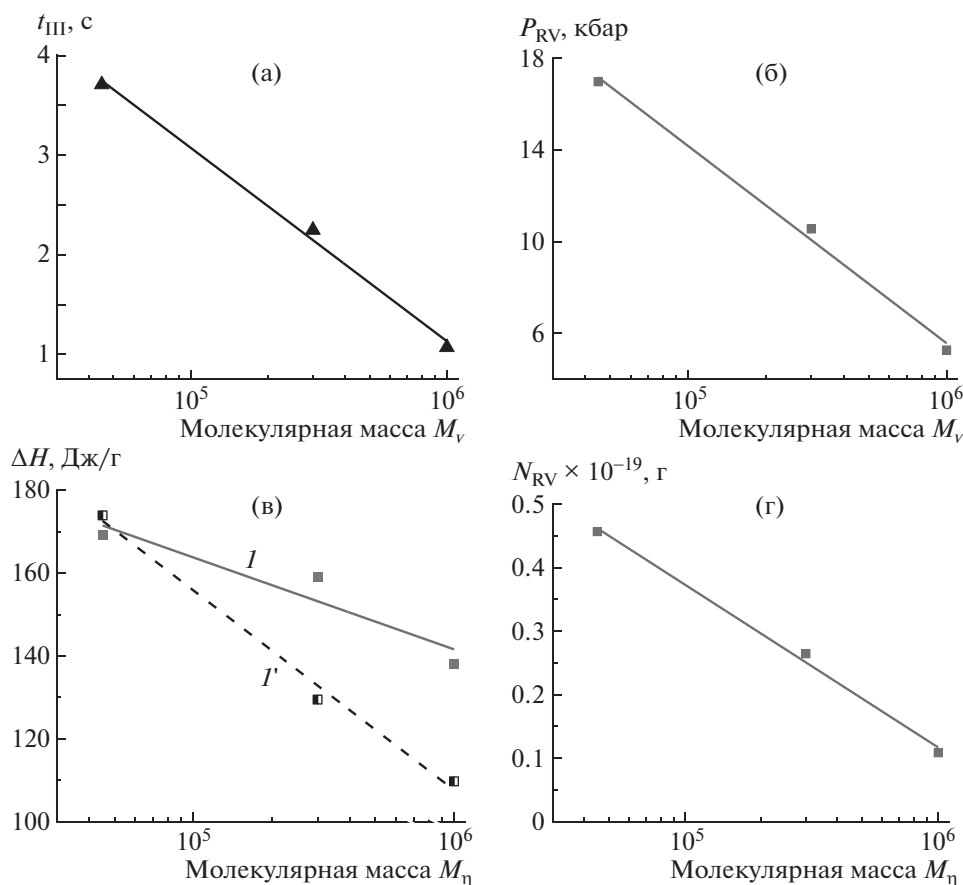 t_III, с
P_RV, кбар
4
3
2
1
(а)
10^5
10^6
Молекулярная масса M_v
18
14
10
6
(б)
10^5
10^6
Молекулярная масса M_v
ΔH, Дж/г
N_RV × 10^−19, г
180
160
140
120
100
(в)
1
1'
10^5
10^6
Молекулярная масса M_η
0.5
0.4
0.3
0.2
0.1
0
(г)
10^5
10^6
Молекулярная масса M_η